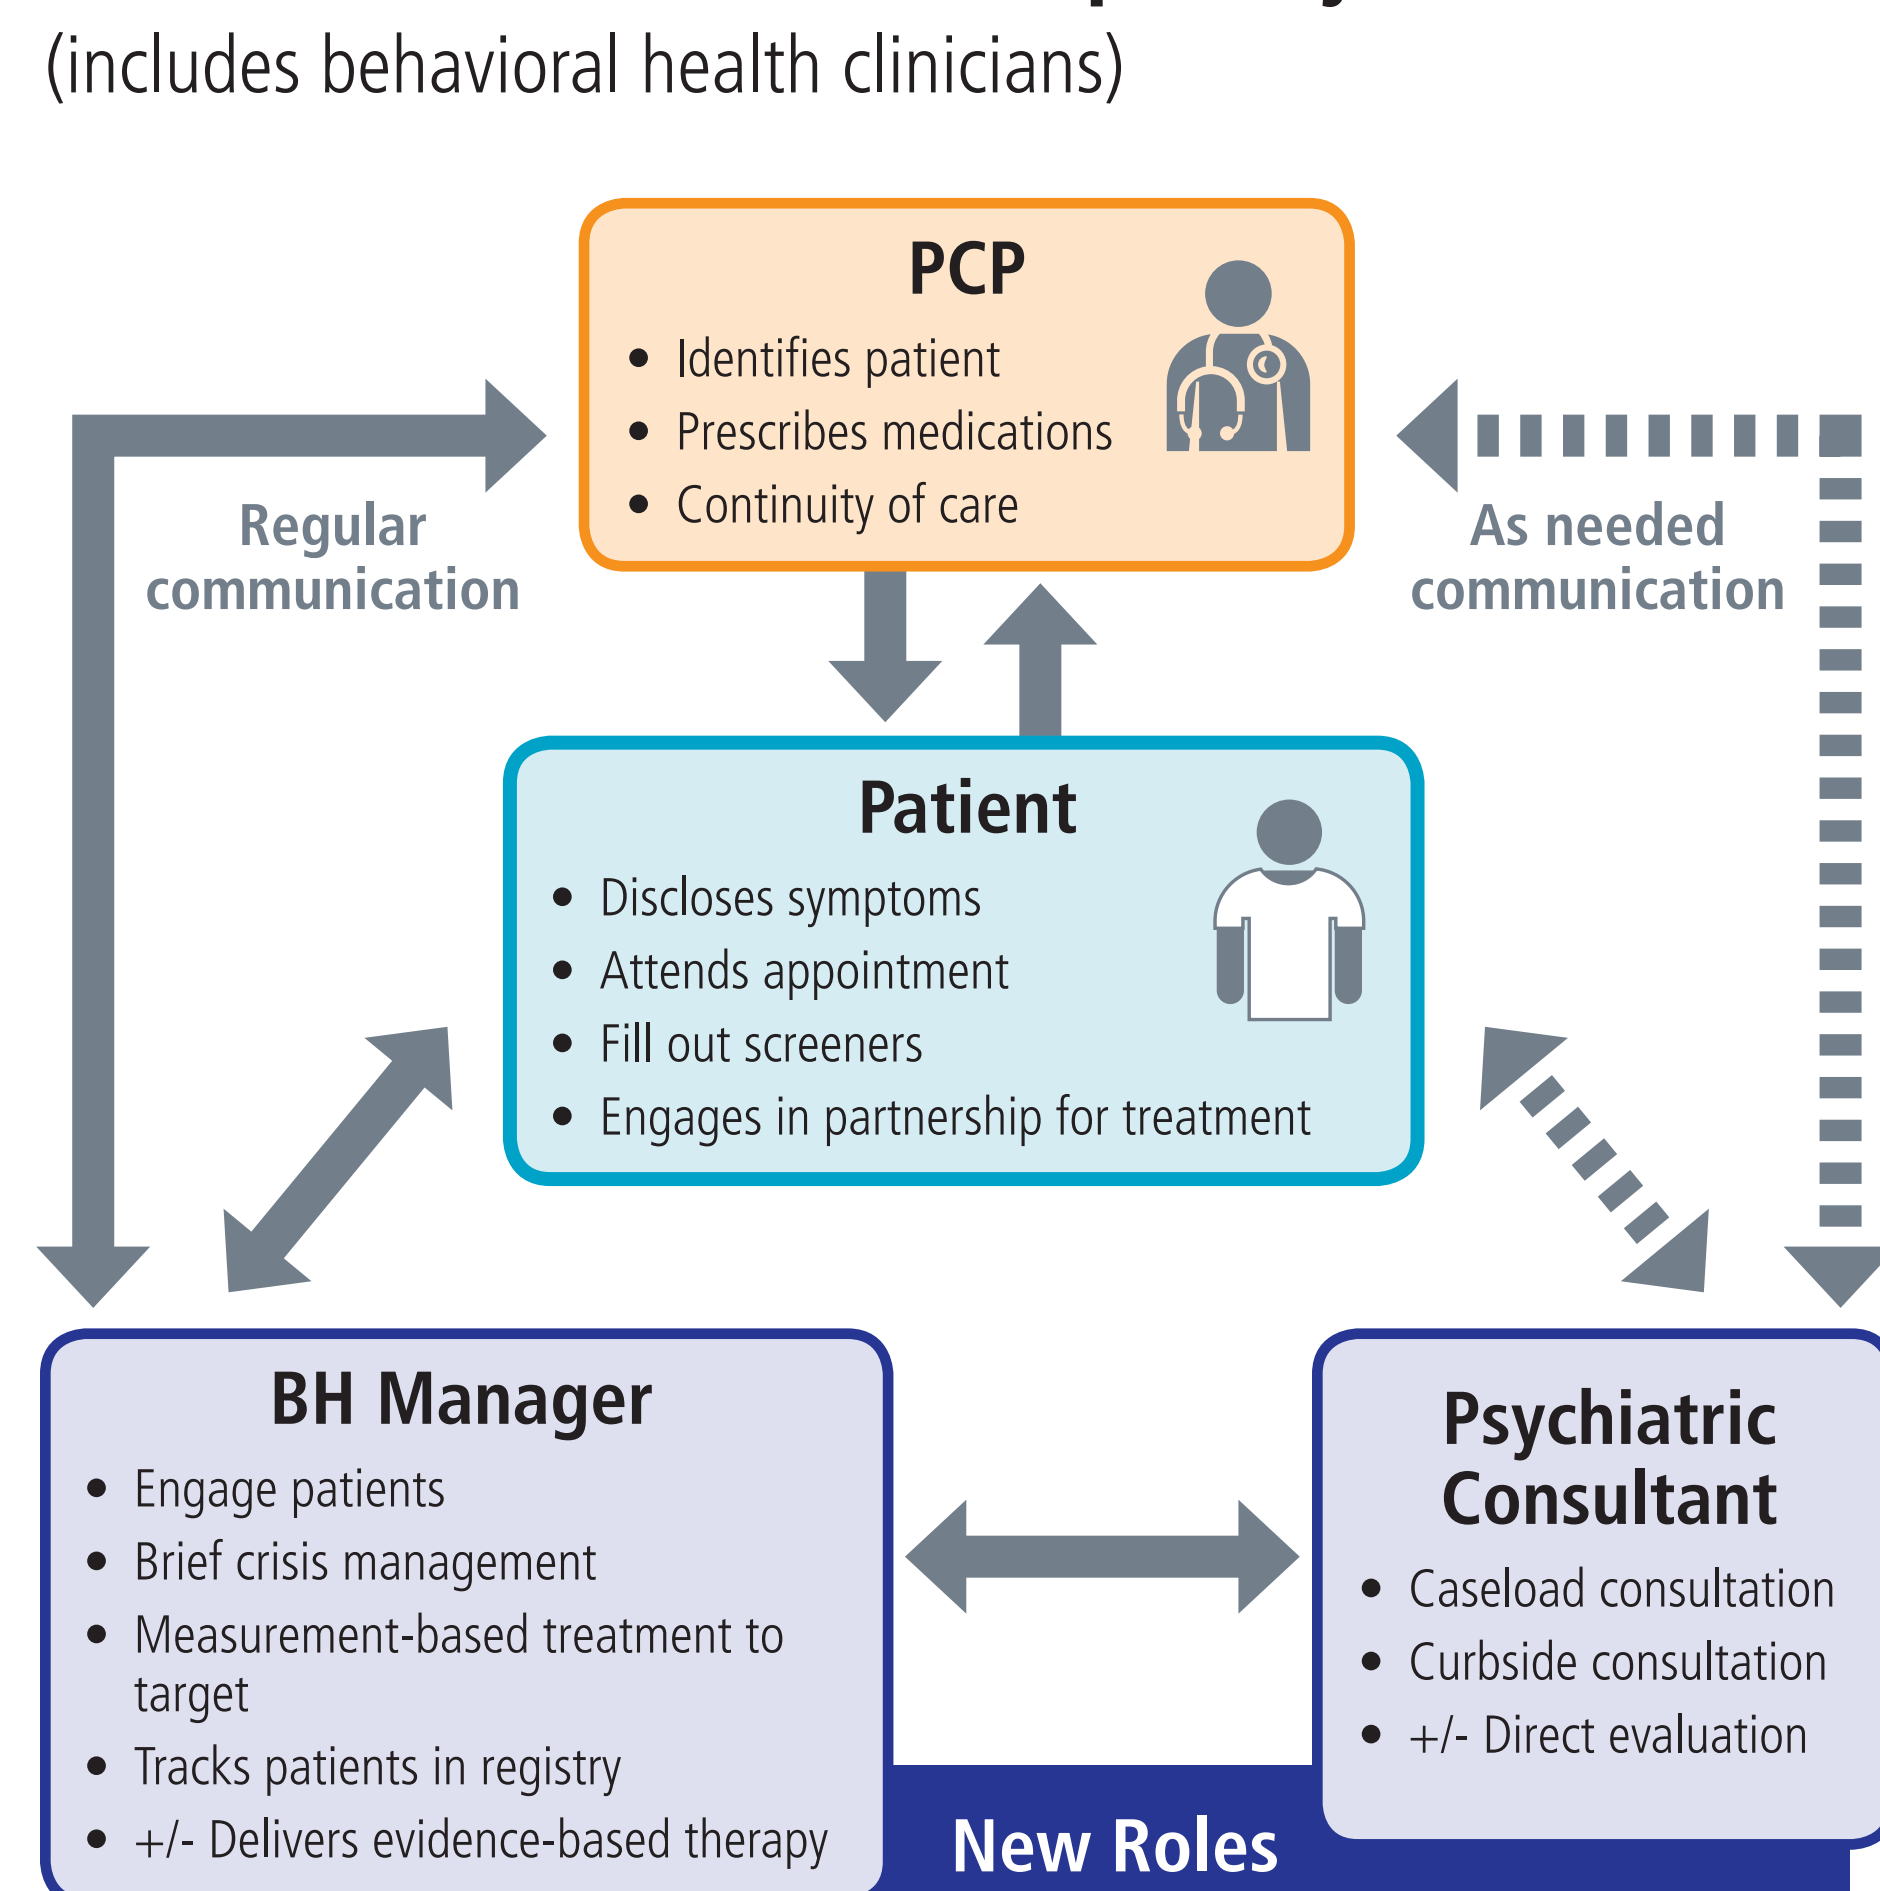 (includes behavioral health clinicians)
PCP
• Identifies patient
• Prescribes medications
• Continuity of care
Regular
communication
As needed
communication
Patient
• Discloses symptoms
• Attends appointment
• Fill out screeners
• Engages in partnership for treatment
BH Manager
• Engage patients
• Brief crisis management
• Measurement-based treatment to
target
• Tracks patients in registry
• +/- Delivers evidence-based therapy
Psychiatric
Consultant
• Caseload consultation
• Curbside consultation
• +/- Direct evaluation
New Roles